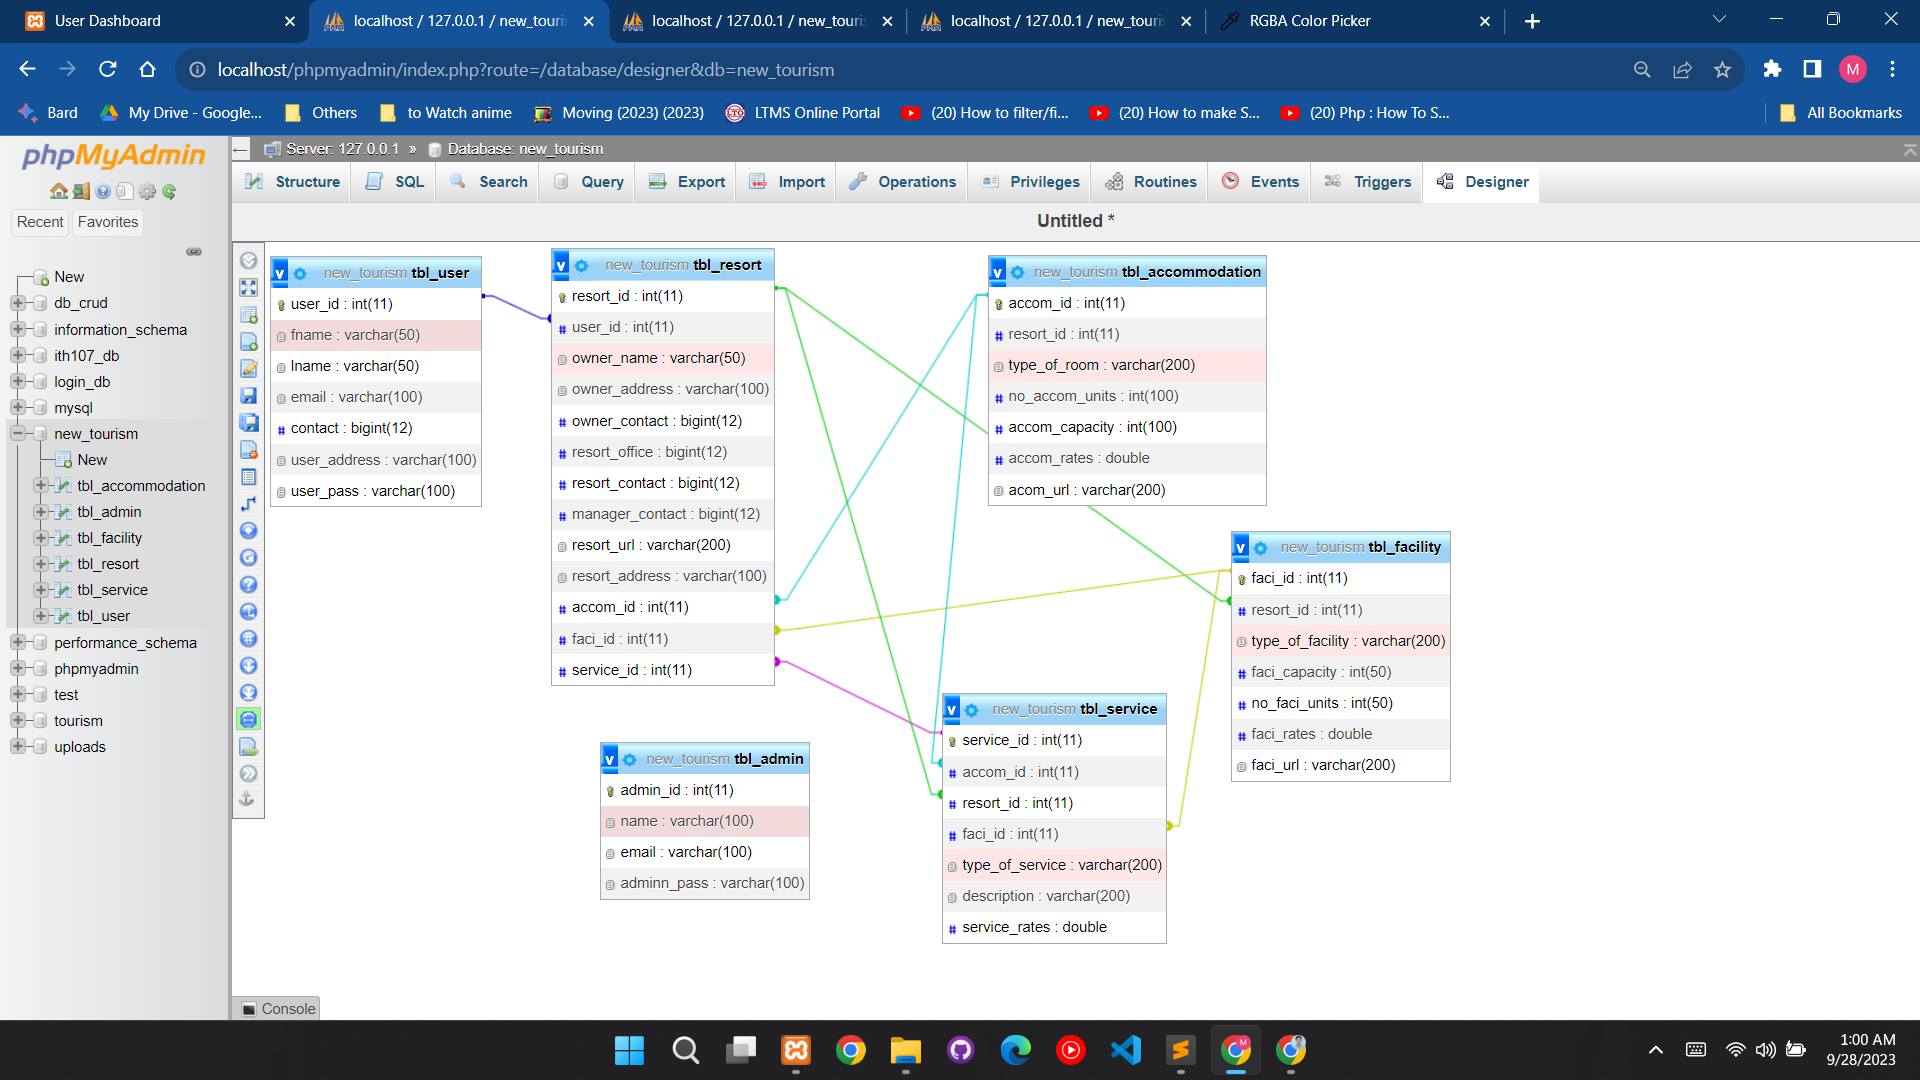 User Dashboard
localhost / 127.0.0.1 / new_touris
localhost / 127.0.0.1 / new_touris
localhost / 127.0.0.1 / new_touris
RGBA Color Picker
localhost/phpmyadmin/index.php?route=/database/designer&db=new_tourism
M
Bard
My Drive - Google...
Others
to Watch anime
Moving (2023) (2023)
LTMS Online Portal
(20) How to filter/fi...
(20) How to make S...
(20) Php : How To S...
All Bookmarks
phpMyAdmin
Server: 127.0.0.1 » Database: new_tourism
Structure
SQL
Search
Query
Export
Import
Operations
Privileges
Routines
Events
Triggers
Designer
Recent
Favorites
Untitled *
New
db_crud
information_schema
ith107_db
login_db
mysql
new_tourism
New
tbl_accommodation
tbl_admin
tbl_facility
tbl_resort
tbl_service
tbl_user
performance_schema
phpmyadmin
test
tourism
uploads
v new_tourism tbl_user
user_id : int(11)
fname : varchar(50)
lname : varchar(50)
email : varchar(100)
# contact : bigint(12)
user_address : varchar(100)
user_pass : varchar(100)
v new_tourism tbl_resort
resort_id : int(11)
# user_id : int(11)
owner_name : varchar(50)
owner_address : varchar(100)
# owner_contact : bigint(12)
# resort_office : bigint(12)
# resort_contact : bigint(12)
# manager_contact : bigint(12)
resort_url : varchar(200)
resort_address : varchar(100)
# accom_id : int(11)
# faci_id : int(11)
# service_id : int(11)
v new_tourism tbl_accommodation
accom_id : int(11)
# resort_id : int(11)
type_of_room : varchar(200)
# no_accom_units : int(100)
# accom_capacity : int(100)
# accom_rates : double
acom_url : varchar(200)
v new_tourism tbl_facility
faci_id : int(11)
# resort_id : int(11)
type_of_facility : varchar(200)
# faci_capacity : int(50)
# no_faci_units : int(50)
# faci_rates : double
faci_url : varchar(200)
v new_tourism tbl_service
service_id : int(11)
# accom_id : int(11)
# resort_id : int(11)
# faci_id : int(11)
type_of_service : varchar(200)
description : varchar(200)
# service_rates : double
v new_tourism tbl_admin
admin_id : int(11)
name : varchar(100)
email : varchar(100)
adminn_pass : varchar(100)
Console
1:00 AM
9/28/2023